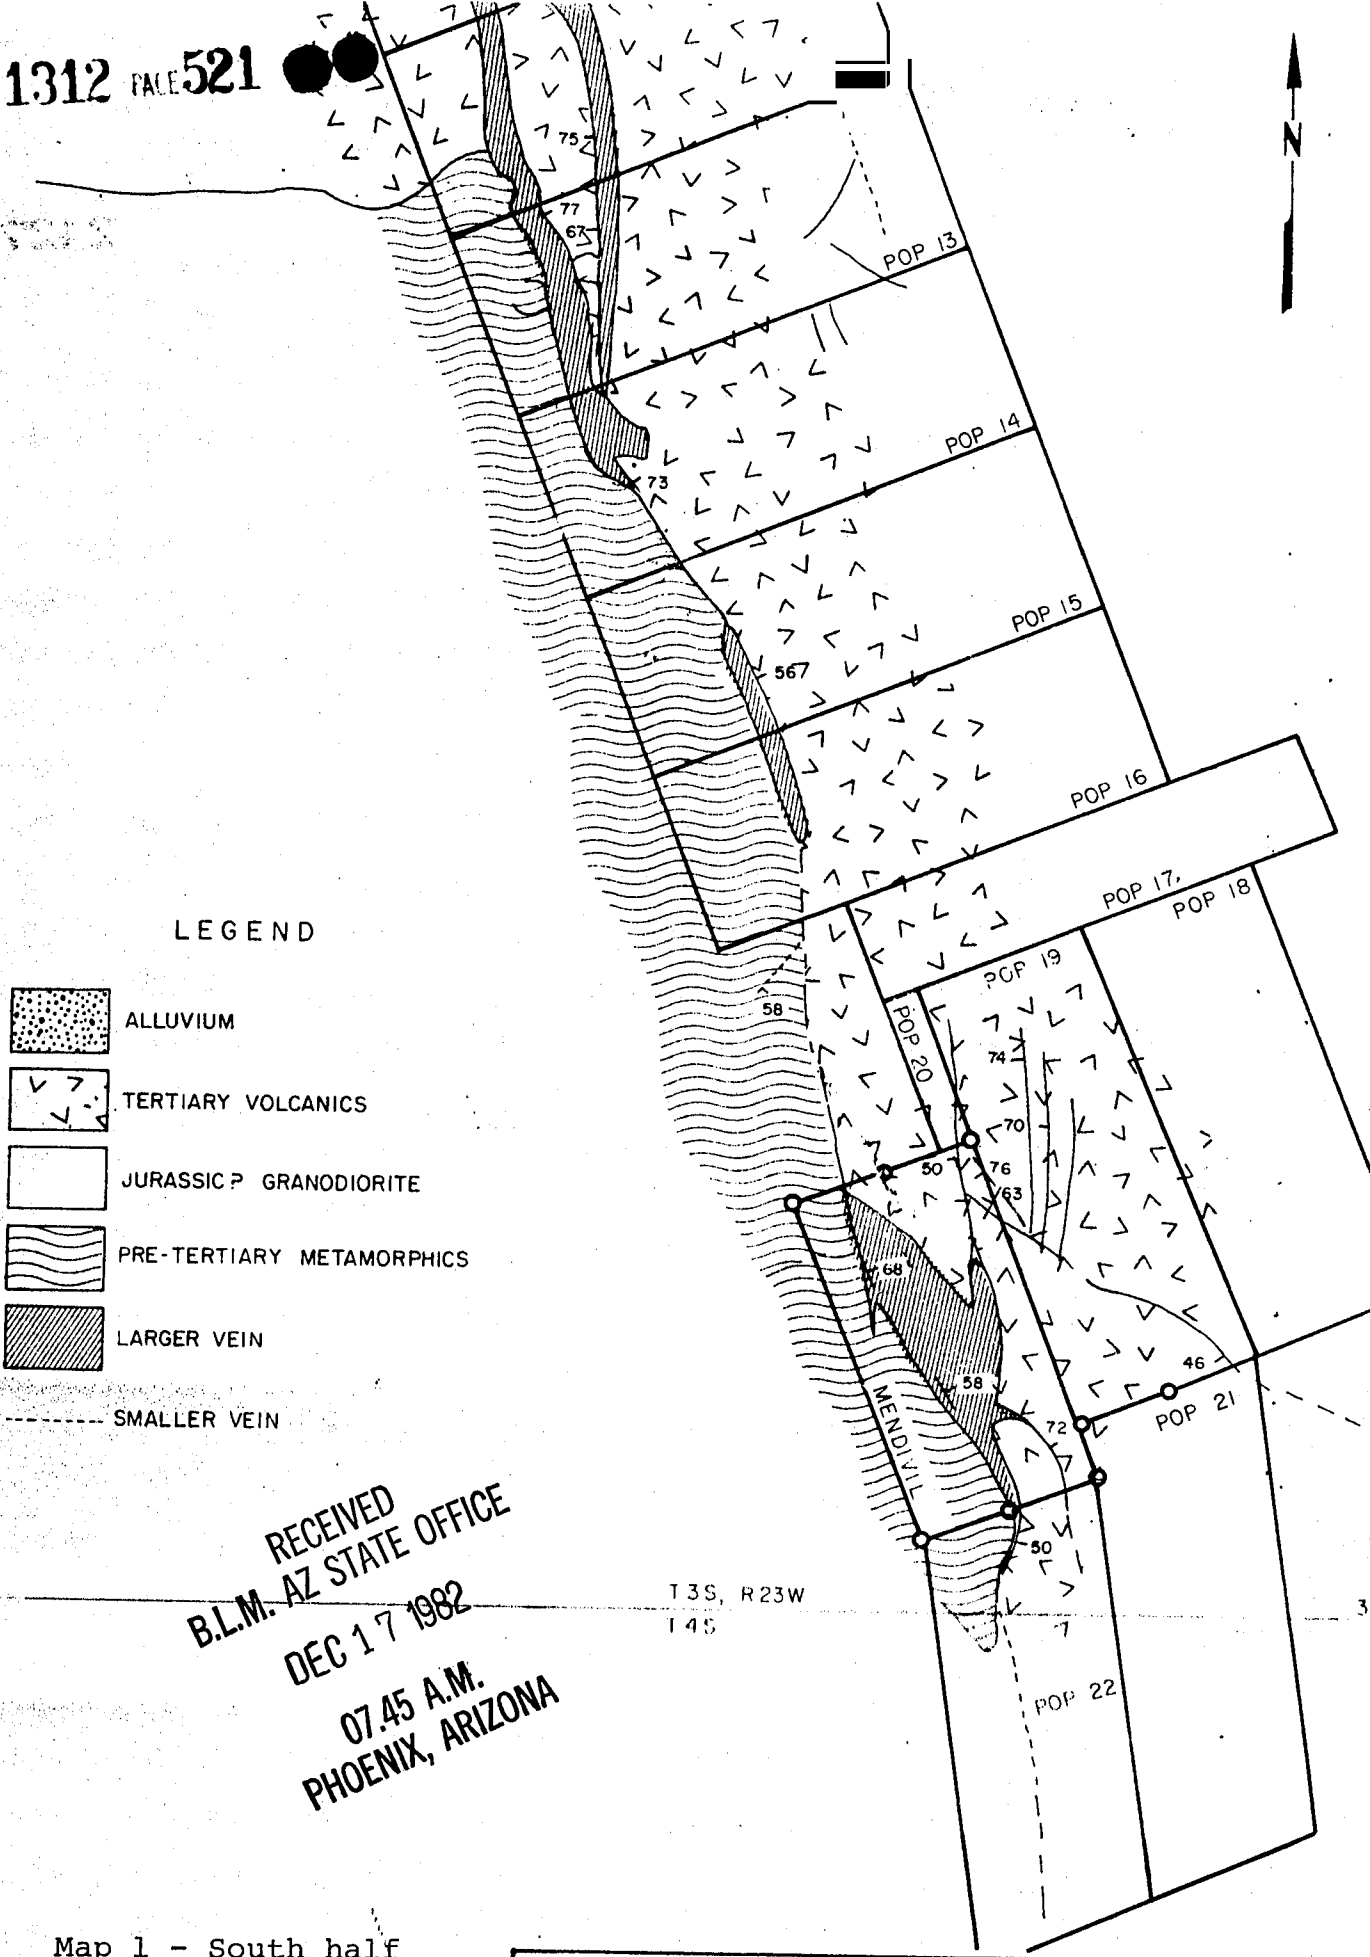 1312 PAGE 521
N
75
77
67
POP 13
POP 14
73
POP 15
567
POP 16
POP 17,
POP 18
LEGEND
POP 19
58
POP 20
ALLUVIUM
74
TERTIARY VOLCANICS
70
50
76
JURASSIC? GRANODIORITE
63
PRE-TERTIARY METAMORPHICS
68
LARGER VEIN
46
58
MENDIVIL
POP 21
SMALLER VEIN
72
RECEIVED
B.L.M. AZ STATE OFFICE
DEC 17 1982
07.45 A.M.
PHOENIX, ARIZONA
50
T3S, R23W
T4S
3
POP 22
Map 1 - South half